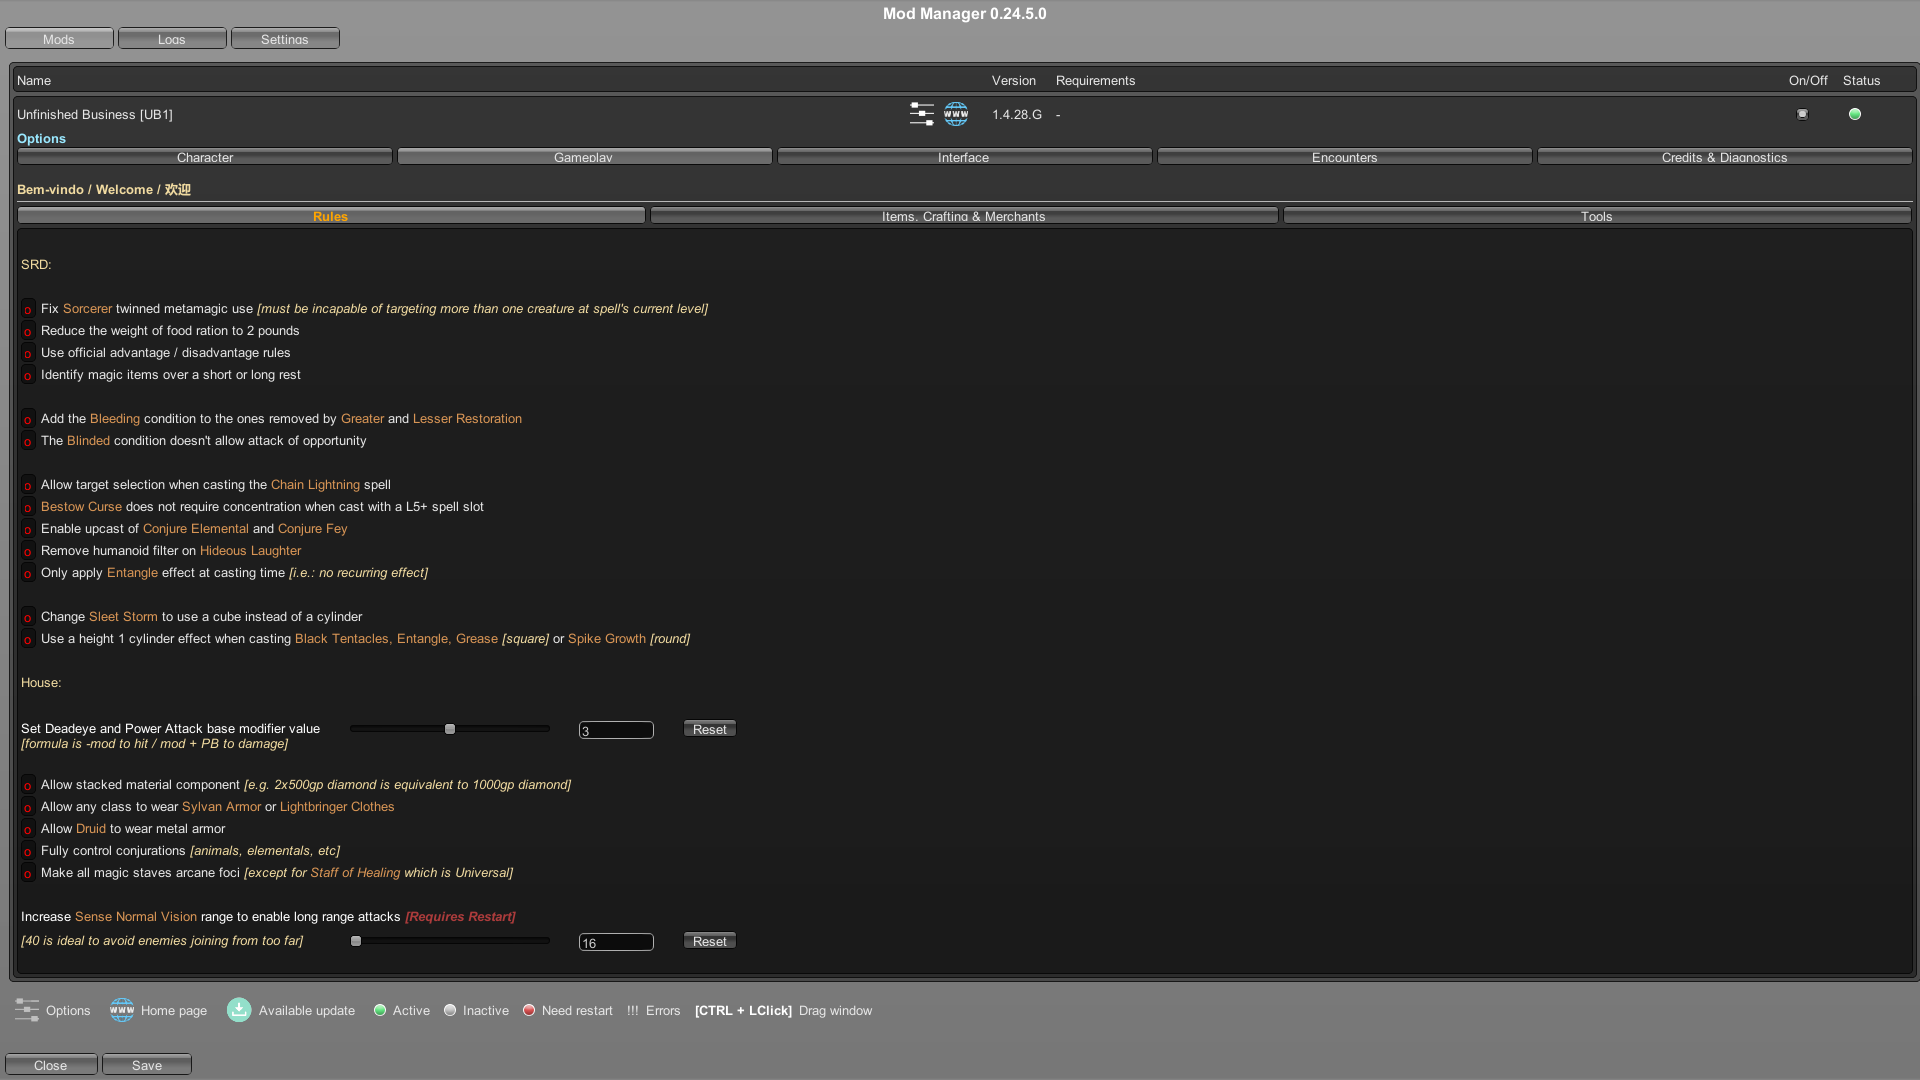 Mod Manager 0.24.5.0
Mods Logs Settings
Name Version Requirements On/Off Status
Unfinished Business [UB1] www 1.4.28.G -
Options
Character Gameplay Interface Encounters Credits & Diagnostics
Bem-vindo / Welcome / 欢迎
Rules Items, Crafting & Merchants Tools
SRD:
o Fix Sorcerer twinned metamagic use [must be incapable of targeting more than one creature at spell's current level]
o Reduce the weight of food ration to 2 pounds
o Use official advantage / disadvantage rules
o Identify magic items over a short or long rest
o Add the Bleeding condition to the ones removed by Greater and Lesser Restoration
o The Blinded condition doesn't allow attack of opportunity
o Allow target selection when casting the Chain Lightning spell
o Bestow Curse does not require concentration when cast with a L5+ spell slot
o Enable upcast of Conjure Elemental and Conjure Fey
o Remove humanoid filter on Hideous Laughter
o Only apply Entangle effect at casting time [i.e.: no recurring effect]
o Change Sleet Storm to use a cube instead of a cylinder
o Use a height 1 cylinder effect when casting Black Tentacles, Entangle, Grease [square] or Spike Growth [round]
House:
Set Deadeye and Power Attack base modifier value 3 Reset
[formula is -mod to hit / mod + PB to damage]
o Allow stacked material component [e.g. 2x500gp diamond is equivalent to 1000gp diamond]
o Allow any class to wear Sylvan Armor or Lightbringer Clothes
o Allow Druid to wear metal armor
o Fully control conjurations [animals, elementals, etc]
o Make all magic staves arcane foci [except for Staff of Healing which is Universal]
Increase Sense Normal Vision range to enable long range attacks [Requires Restart]
[40 is ideal to avoid enemies joining from too far] 16 Reset
Options www Home page Available update Active Inactive Need restart !!! Errors [CTRL + LClick] Drag window
Close Save